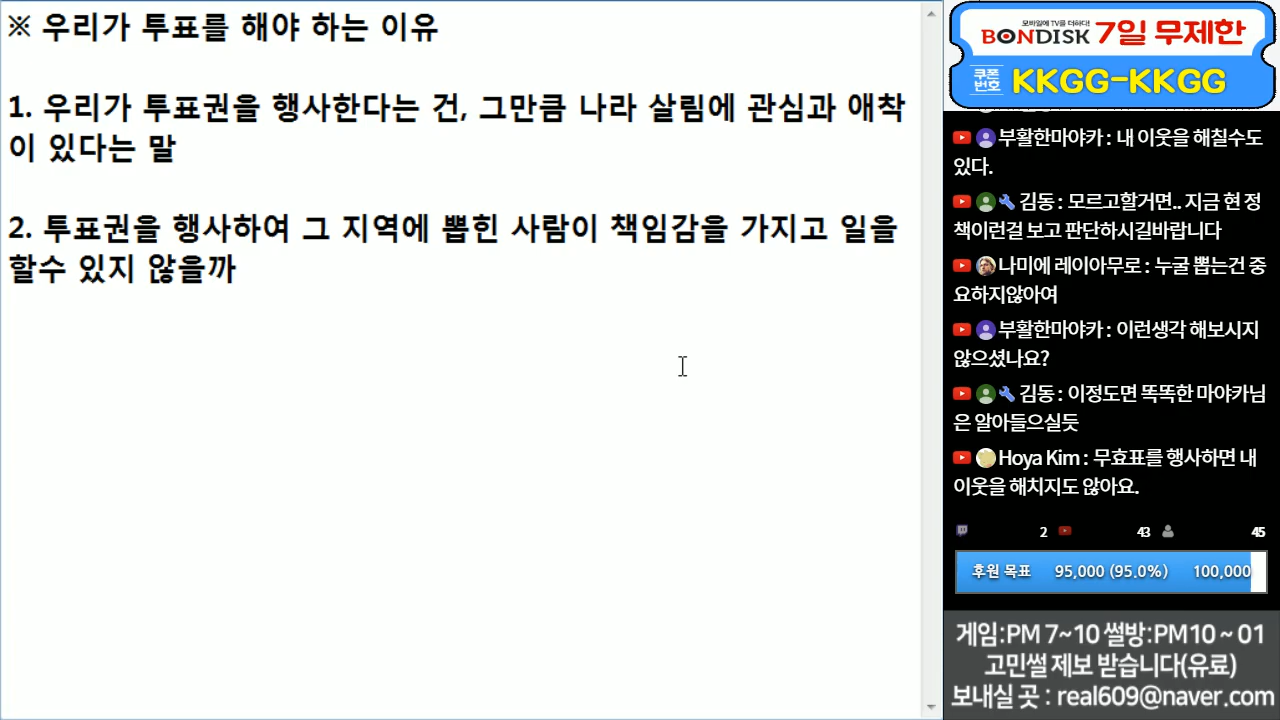 ※ 우리가 투표를 해야 하는 이유
1. 우리가 투표권을 행사한다는 건, 그만큼 나라 살림에 관심과 애착
이 있다는 말
2. 투표권을 행사하여 그 지역에 뽑힌 사람이 책임감을 가지고 일을
할수 있지 않을까
모바일에 TV를 더하다!
BONDISK 7일 무제한
쿠폰
번호 KKGG-KKGG
부활한마야카 : 내 이웃을 해칠수도
있다.
김동 : 모르고할거면.. 지금 현 정
책이런걸 보고 판단하시길바랍니다
나미에 레이아무로 : 누굴 뽑는건 중
요하지않아여
부활한마야카 : 이런생각 해보시지
않으셨나요?
김동 : 이정도면 똑똑한 마야카님
은 알아들으실듯
Hoya Kim : 무효표를 행사하면 내
이웃을 해치지도 않아요.
2 43 45
후원 목표 95,000 (95.0%) 100,000
게임:PM 7~10 썰방:PM10 ~ 01
고민썰 제보 받습니다(유료)
보내실 곳 : real609@naver.com